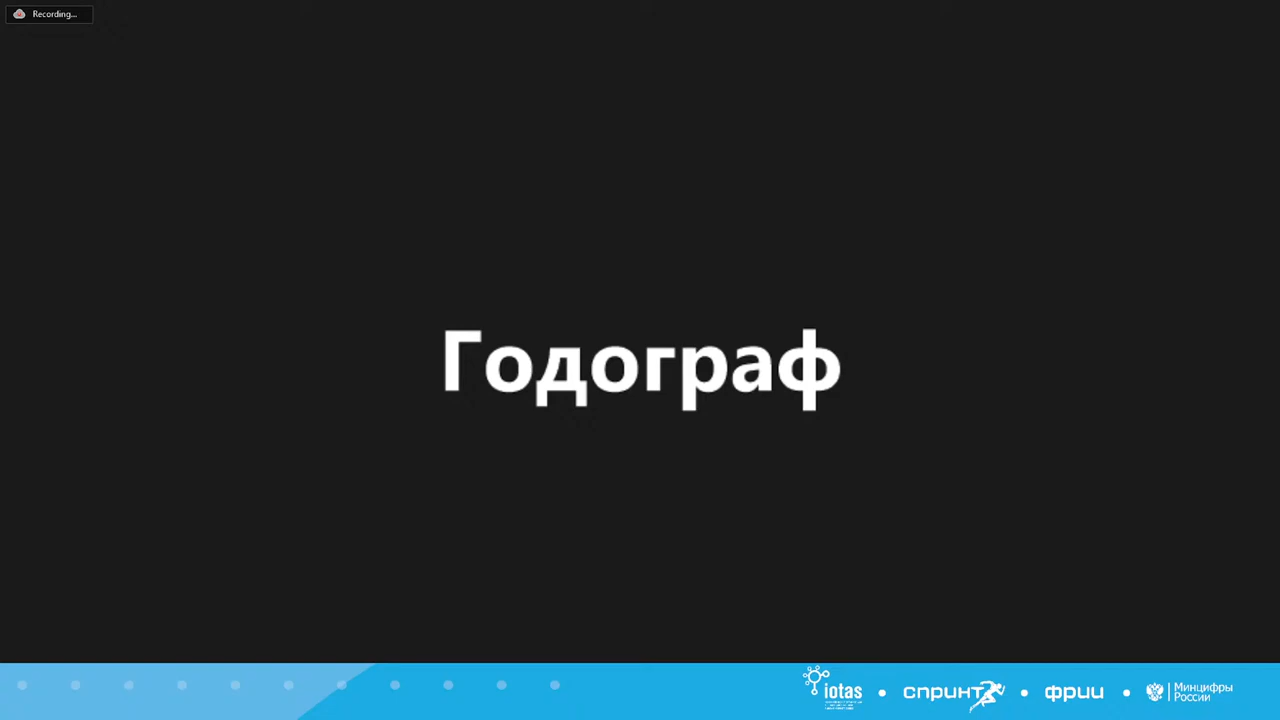 Recording...
Годограф
iotas
спринт
фрии
Минцифры
России